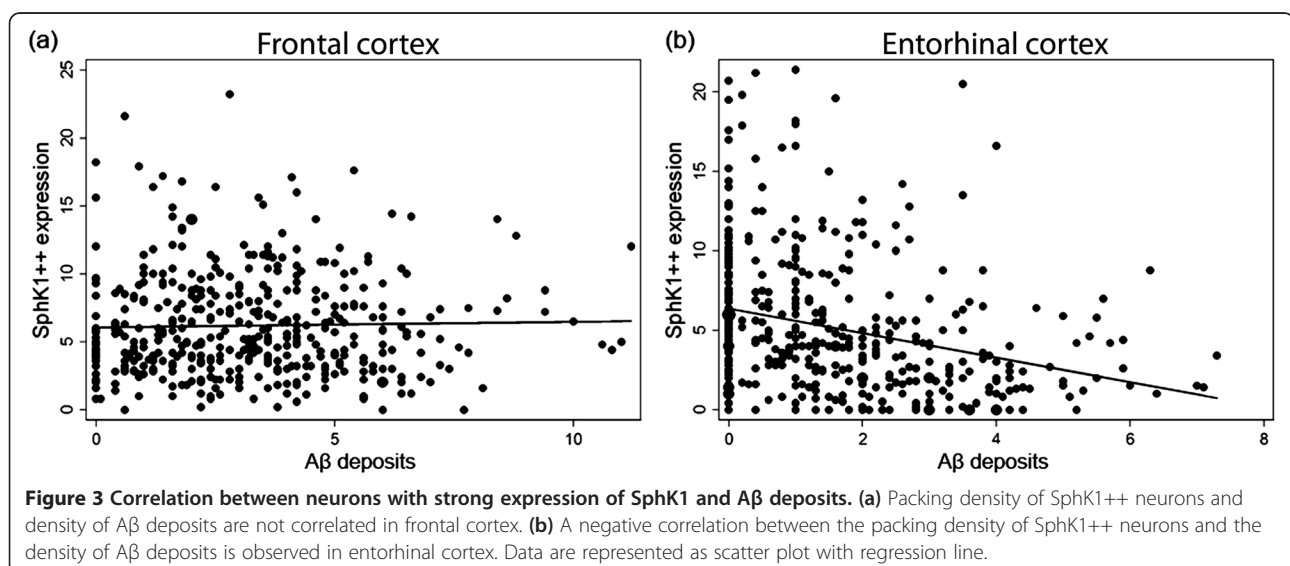 (a) Frontal cortex
25
20
15
10
5
0
SphK1++ expression
0 5 10
Aβ deposits
(b) Entorhinal cortex
20
15
10
5
0
SphK1++ expression
0 2 4 6 8
Aβ deposits
Figure 3 Correlation between neurons with strong expression of SphK1 and Aβ deposits. (a) Packing density of SphK1++ neurons and
density of Aβ deposits are not correlated in frontal cortex. (b) A negative correlation between the packing density of SphK1++ neurons and the
density of Aβ deposits is observed in entorhinal cortex. Data are represented as scatter plot with regression line.